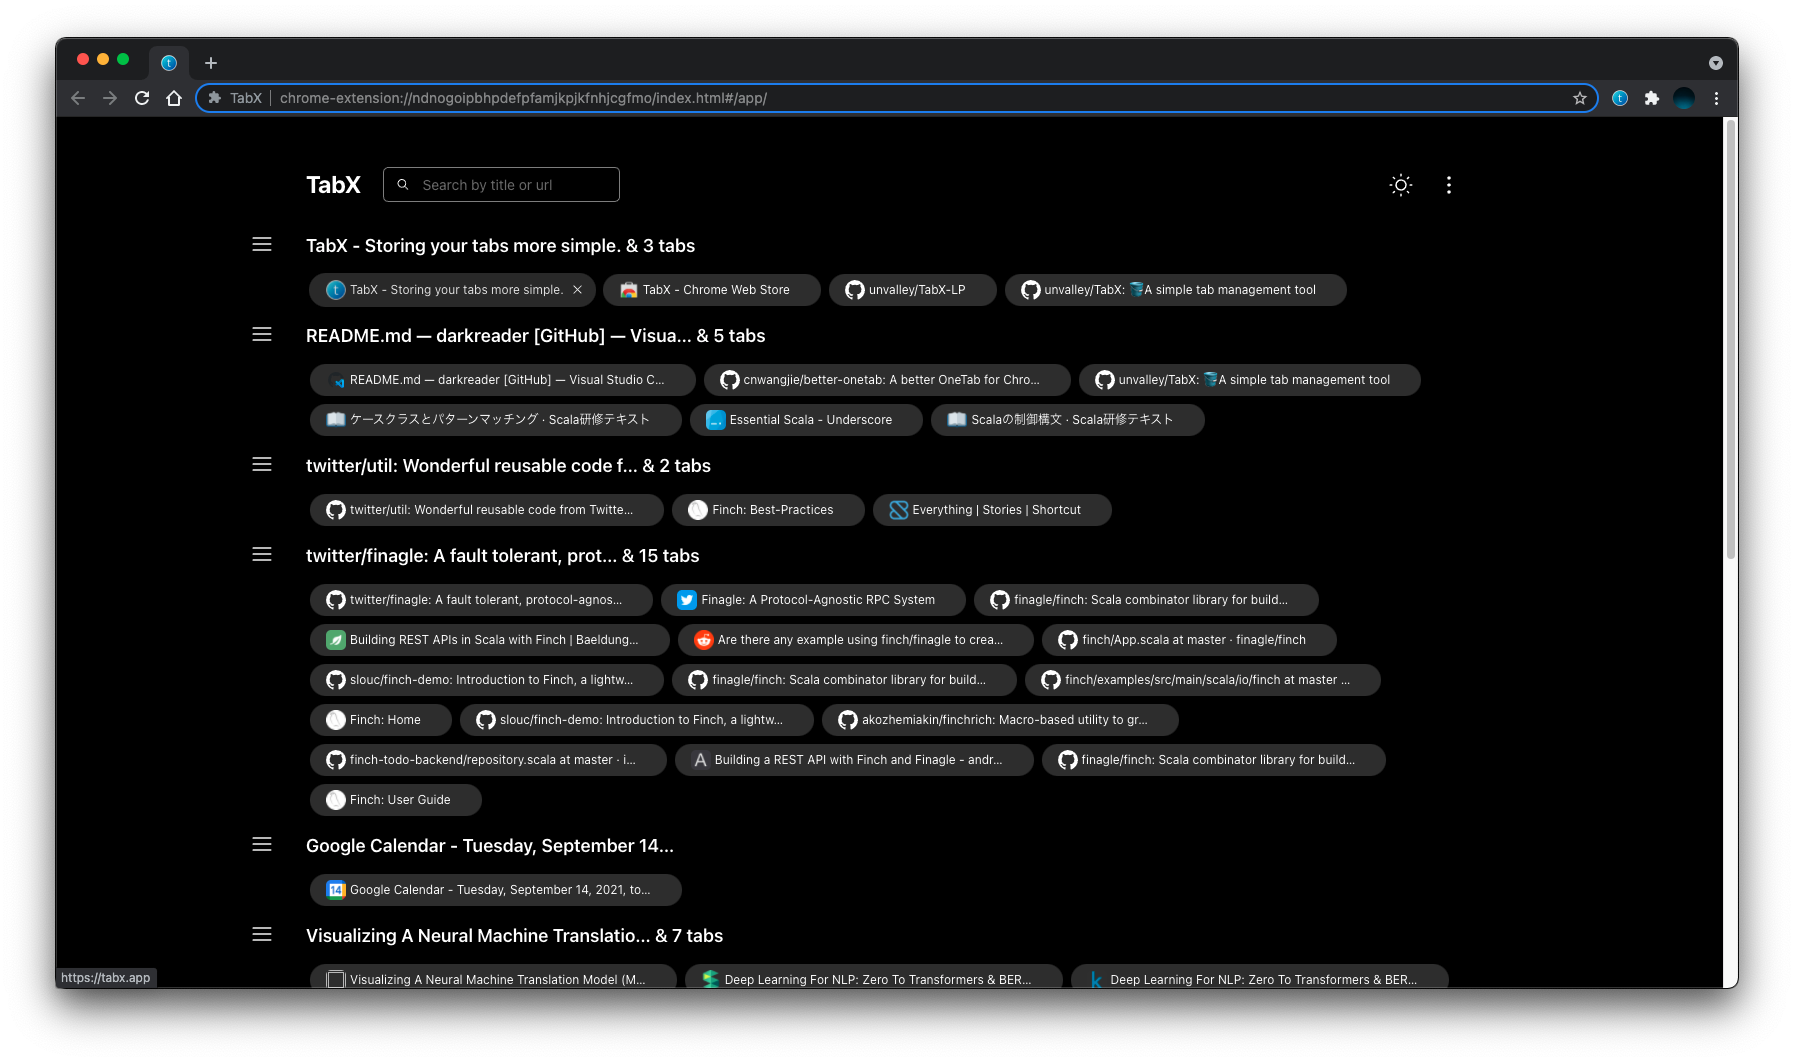 TabX | chrome-extension://ndnogoipbhpdefpfamjkpjkfnhjcgfmo/index.html#/app/
TabX Search by title or url
TabX - Storing your tabs more simple. & 3 tabs
TabX - Storing your tabs more simple. TabX - Chrome Web Store unvalley/TabX-LP unvalley/TabX: A simple tab management tool
README.md — darkreader [GitHub] — Visua... & 5 tabs
README.md — darkreader [GitHub] — Visual Studio C... cnwangjie/better-onetab: A better OneTab for Chro... unvalley/TabX: A simple tab management tool
ケースクラスとパターンマッチング · Scala研修テキスト Essential Scala - Underscore Scalaの制御構文 · Scala研修テキスト
twitter/util: Wonderful reusable code f... & 2 tabs
twitter/util: Wonderful reusable code from Twitte... Finch: Best-Practices Everything | Stories | Shortcut
twitter/finagle: A fault tolerant, prot... & 15 tabs
twitter/finagle: A fault tolerant, protocol-agnos... Finagle: A Protocol-Agnostic RPC System finagle/finch: Scala combinator library for build...
Building REST APIs in Scala with Finch | Baeldung... Are there any example using finch/finagle to crea... finch/App.scala at master · finagle/finch
slouc/finch-demo: Introduction to Finch, a lightw... finagle/finch: Scala combinator library for build... finch/examples/src/main/scala/io/finch at master ...
Finch: Home slouc/finch-demo: Introduction to Finch, a lightw... akozhemiakin/finchrich: Macro-based utility to gr...
finch-todo-backend/repository.scala at master · i... Building a REST API with Finch and Finagle - andr... finagle/finch: Scala combinator library for build...
Finch: User Guide
Google Calendar - Tuesday, September 14...
14 Google Calendar - Tuesday, September 14, 2021, to...
Visualizing A Neural Machine Translatio... & 7 tabs
Visualizing A Neural Machine Translation Model (M... Deep Learning For NLP: Zero To Transformers & BER... Deep Learning For NLP: Zero To Transformers & BER...
https://tabx.app